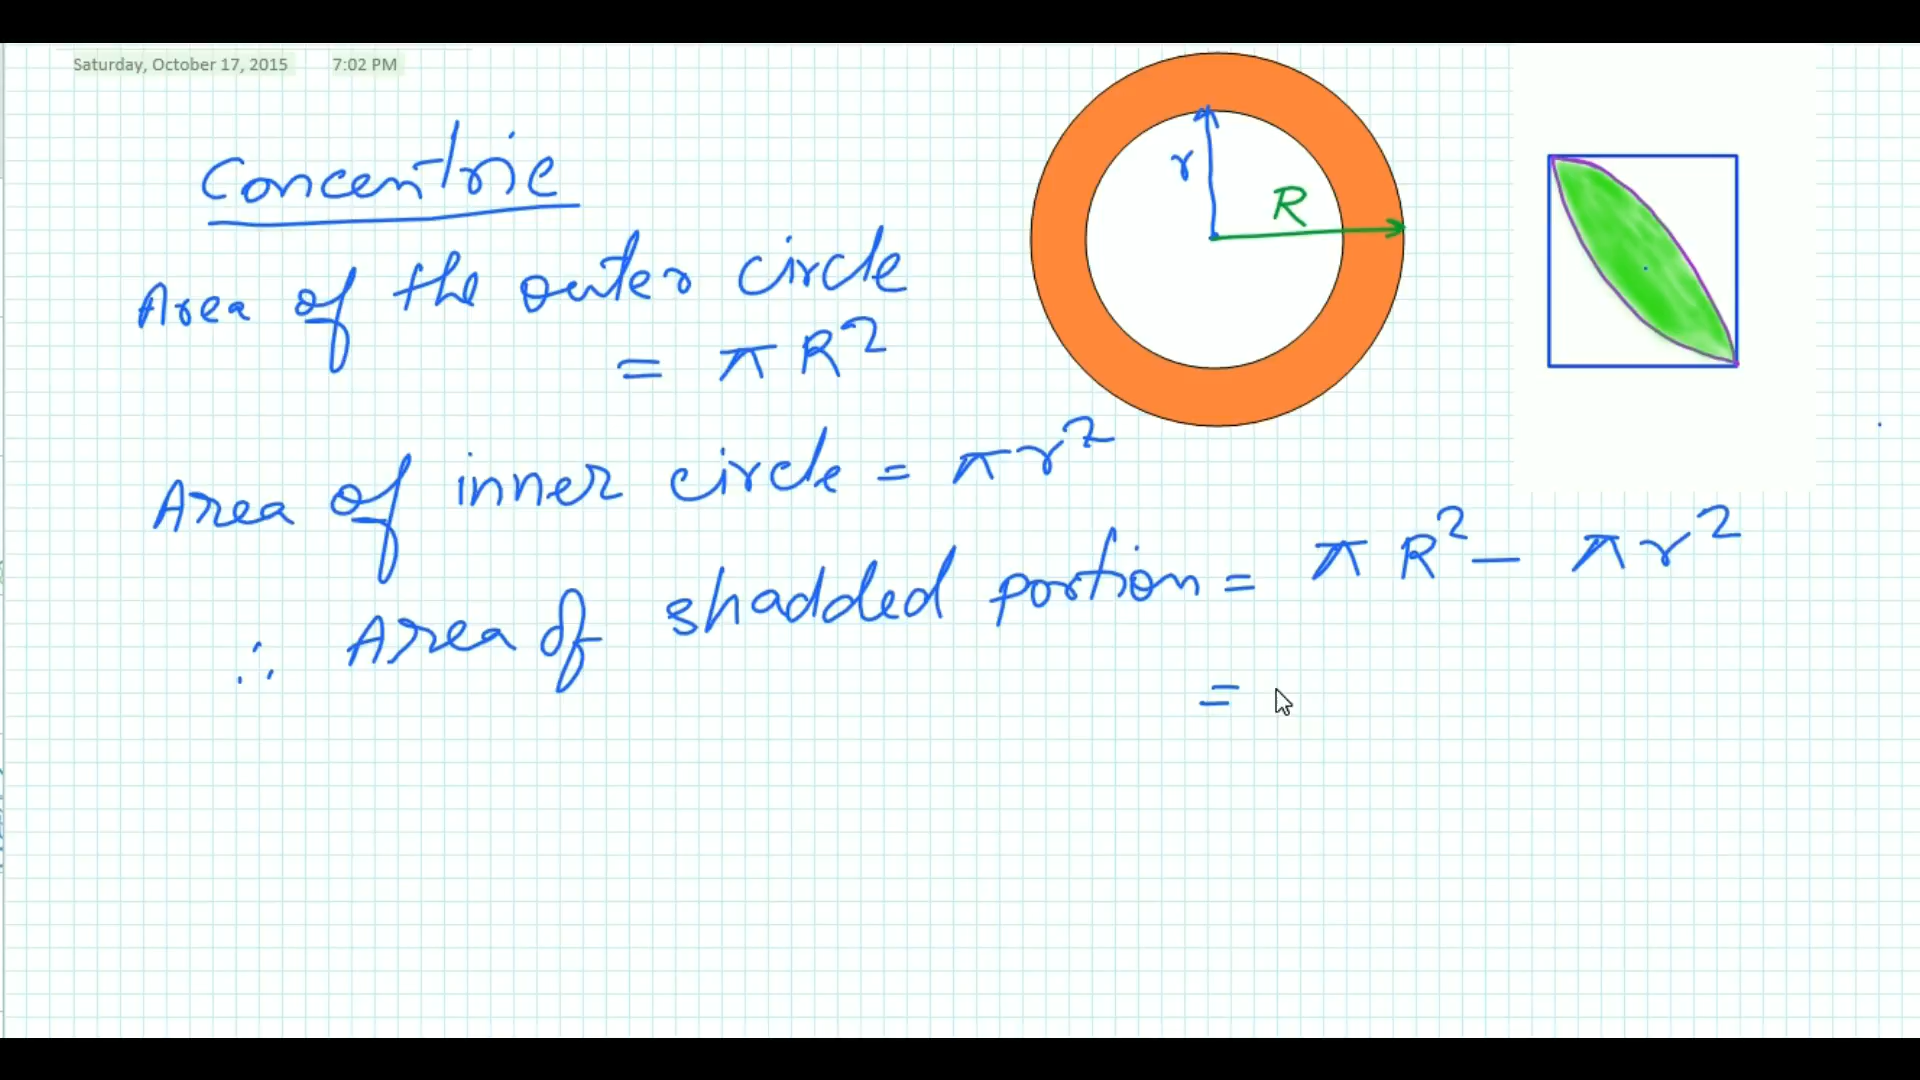 Saturday, October 17, 2015 7:02 PM
Concentric
Area of the outer circle
= π R²
Area of inner circle = π r²
∴ Area of shadded portion = π R² – π r²
=
r
R